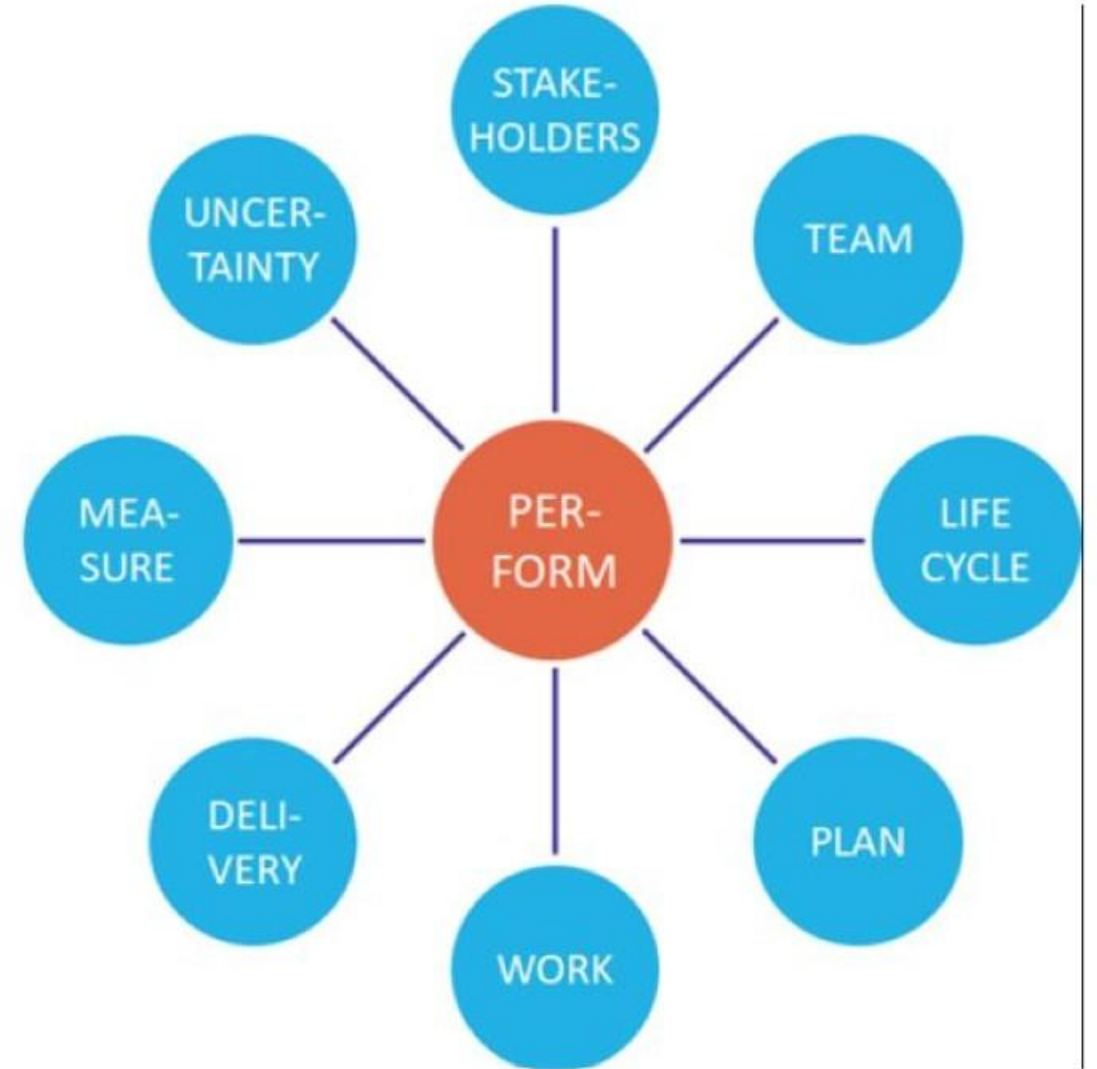 STAKE-
HOLDERS
UNCER-
TAINTY
TEAM
MEA-
SURE
PER-
FORM
LIFE
CYCLE
DELI-
VERY
PLAN
WORK